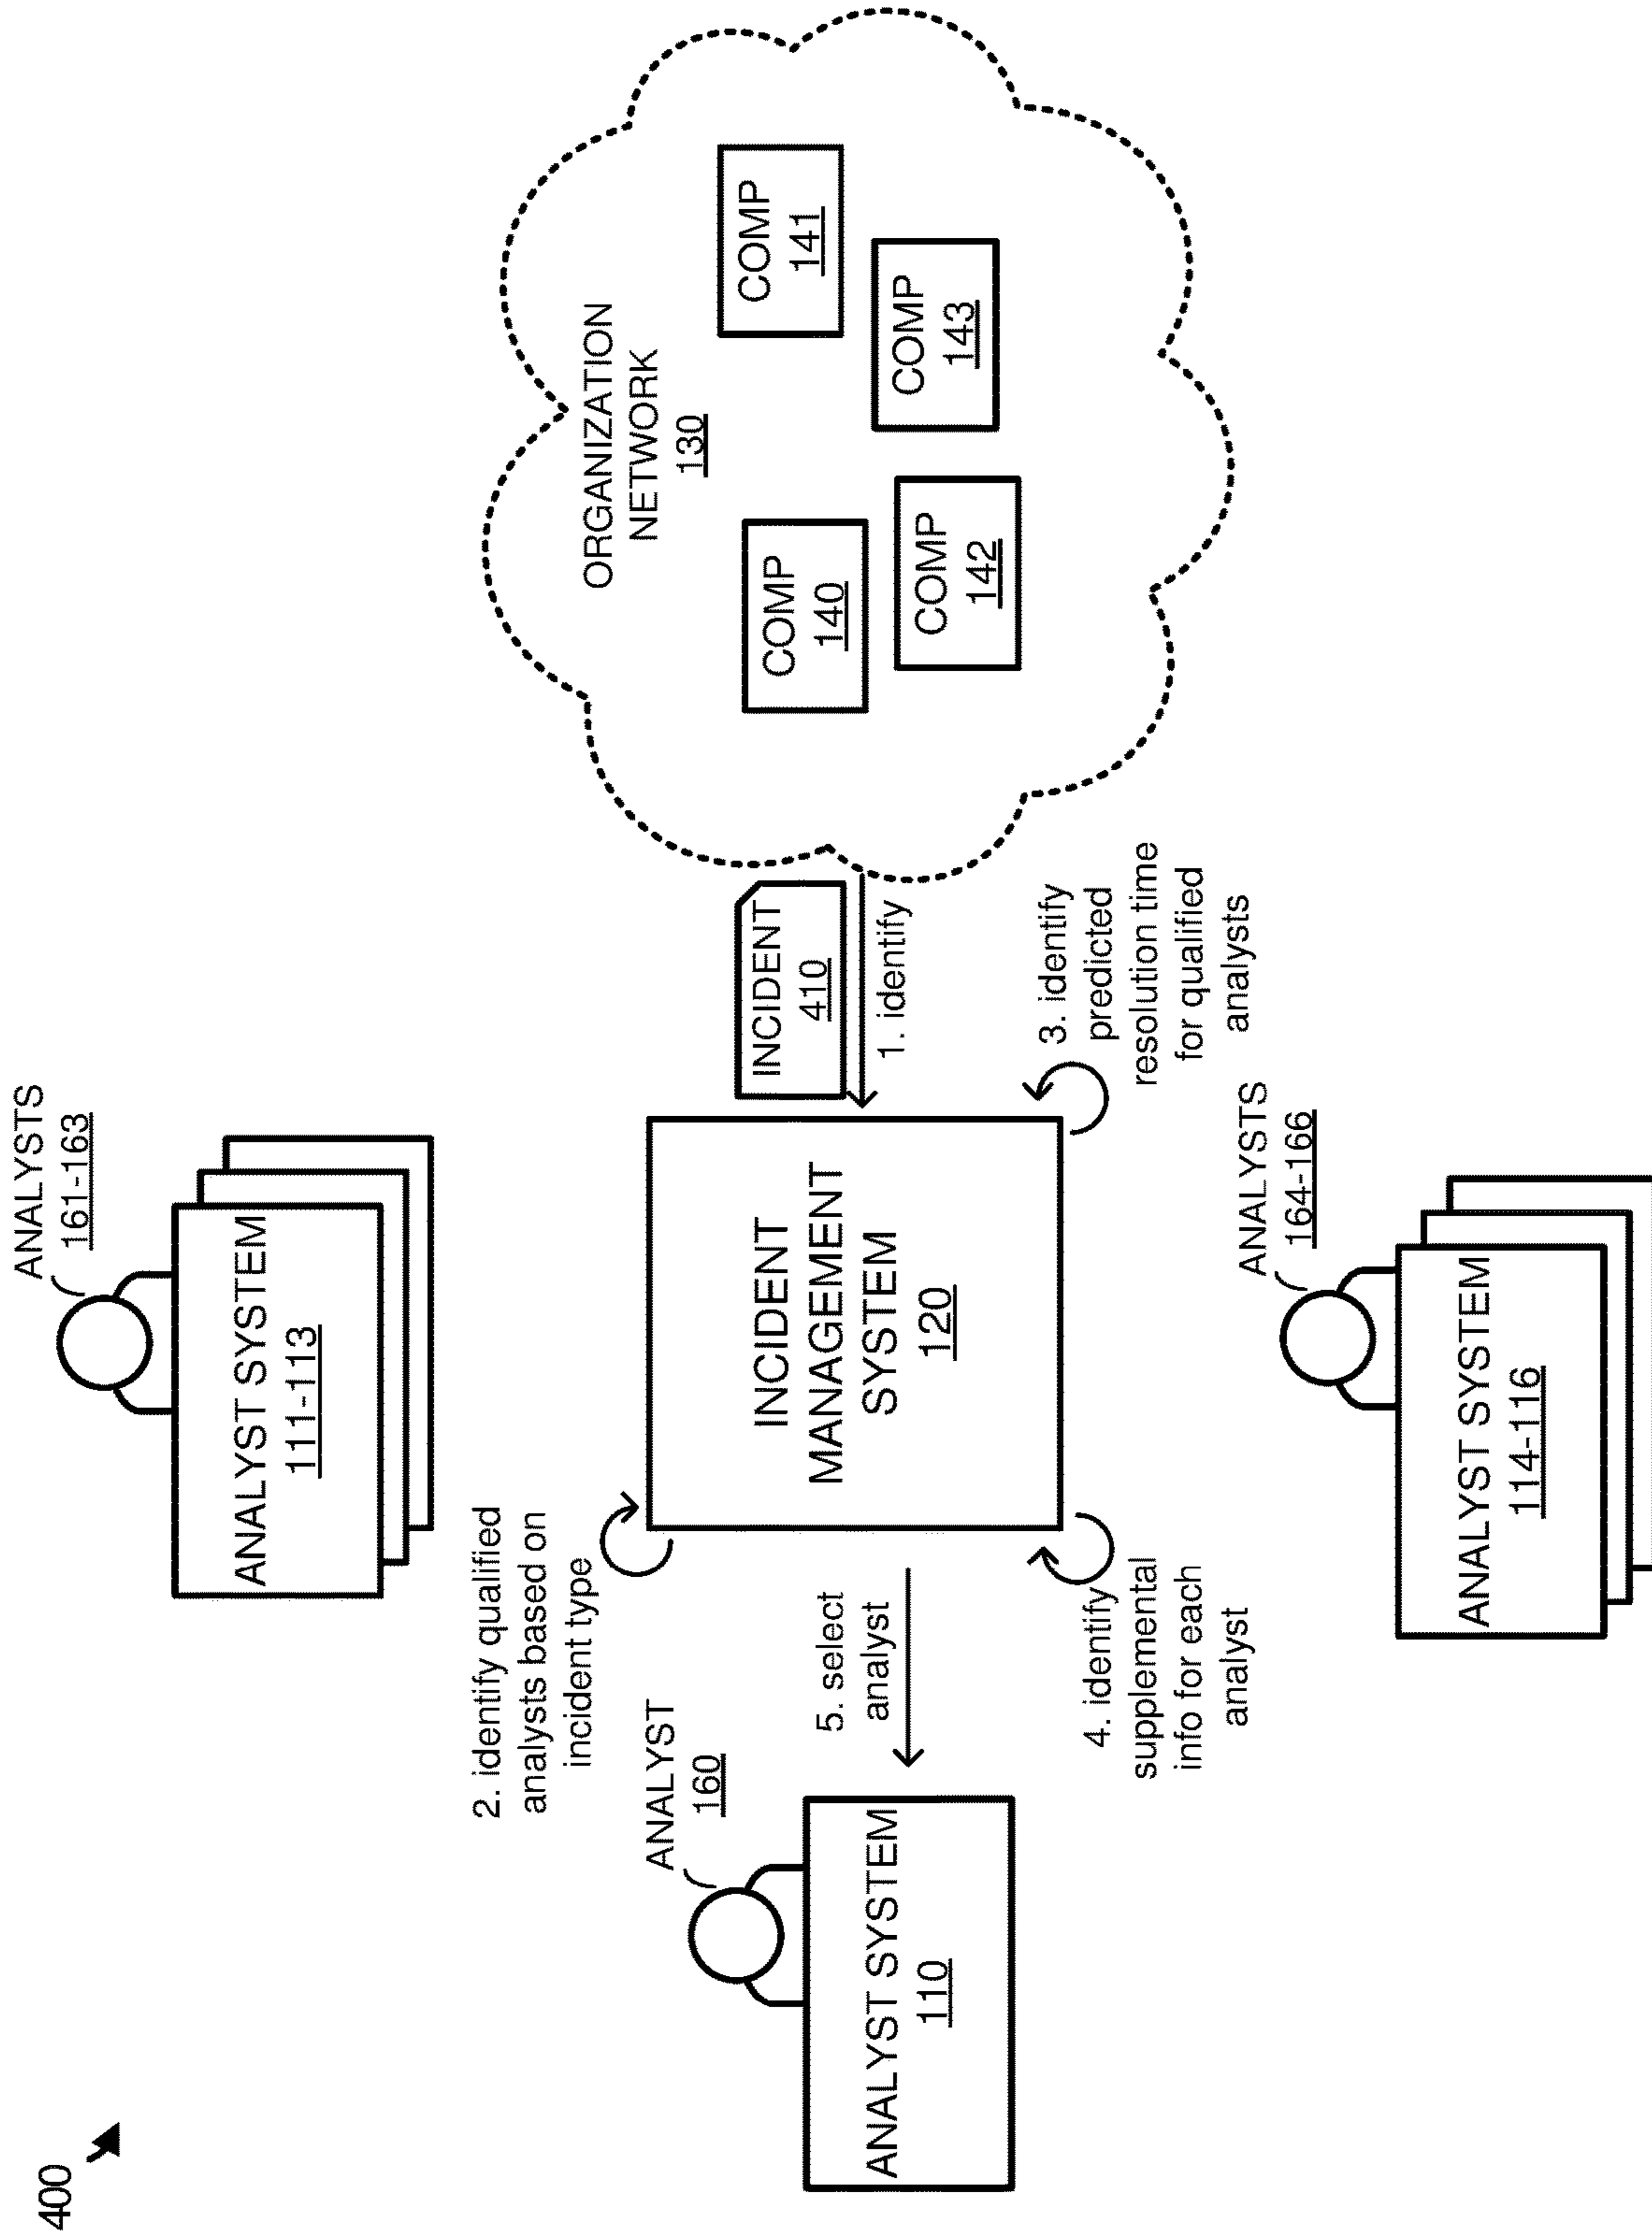 400
ANALYSTS
161-163
ANALYST SYSTEM
111-113
2. identify qualified
analysts based on
incident type
ANALYST
160
ANALYST SYSTEM
110
5. select
analyst
INCIDENT
MANAGEMENT
SYSTEM
120
INCIDENT
410
1. identify
ORGANIZATION
NETWORK
130
COMP
140
COMP
141
COMP
142
COMP
143
4. identify
supplemental
info for each
analyst
3. identify
predicted
resolution time
for qualified
analysts
ANALYSTS
164-166
ANALYST SYSTEM
114-116